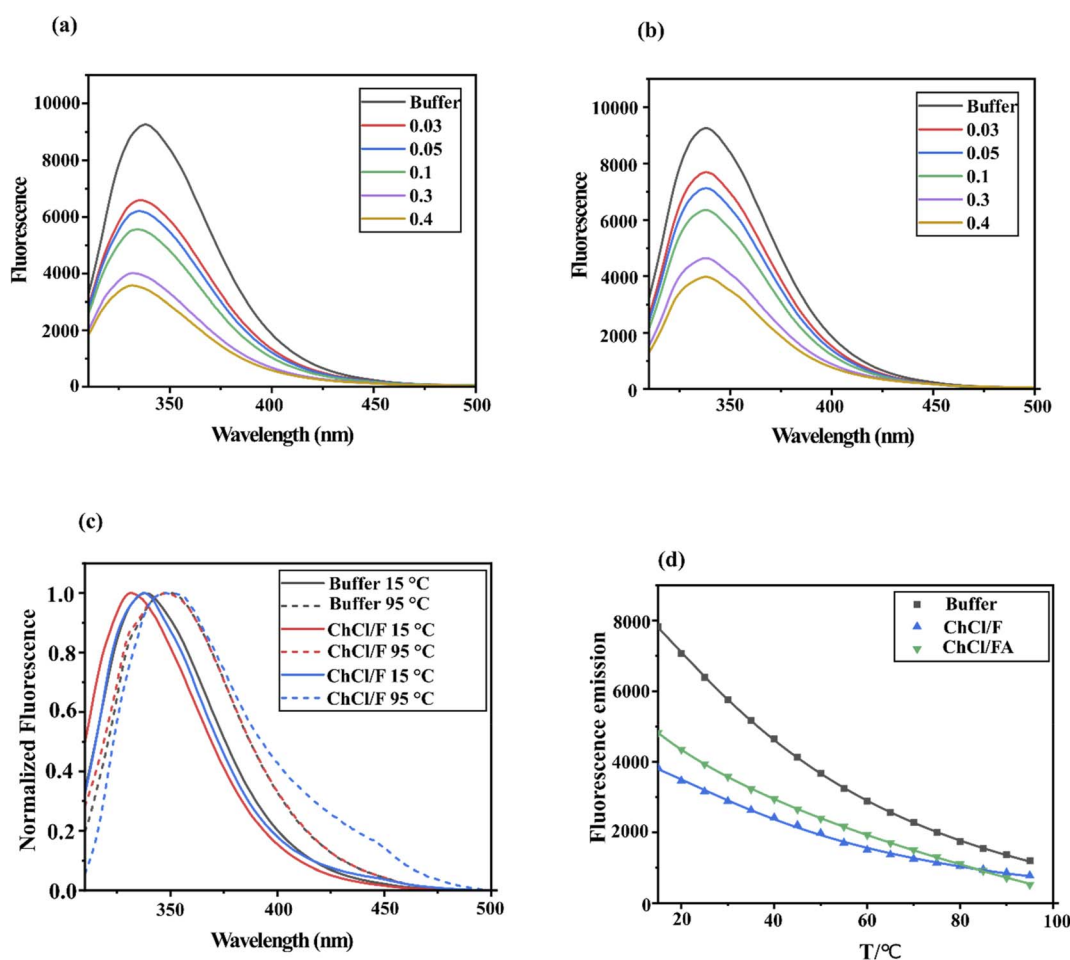 (a)
Fluorescence
10000
8000
6000
4000
2000
0
Buffer
0.03
0.05
0.1
0.3
0.4
350
400
450
500
Wavelength (nm)
(b)
Fluorescence
10000
8000
6000
4000
2000
0
Buffer
0.03
0.05
0.1
0.3
0.4
350
400
450
500
Wavelength (nm)
(c)
Normalized Fluorescence
1.0
0.8
0.6
0.4
0.2
0.0
Buffer 15 °C
Buffer 95 °C
ChCl/F 15 °C
ChCl/F 95 °C
ChCl/F 15 °C
ChCl/F 95 °C
350
400
450
500
Wavelength (nm)
(d)
Fluorescence emission
8000
6000
4000
2000
0
Buffer
ChCl/F
ChCl/FA
20
40
60
80
100
T/°C